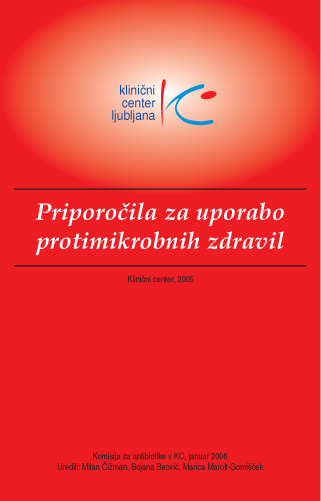 klinični
center
ljubljana
Priporočila za uporabo
protimikrobnih zdravil
Klinični center, 2006
Komisija za antibiotike v KC, januar 2006
Uredili: Milan Čižman, Bojana Beović, Marica Marolt-Gomišček